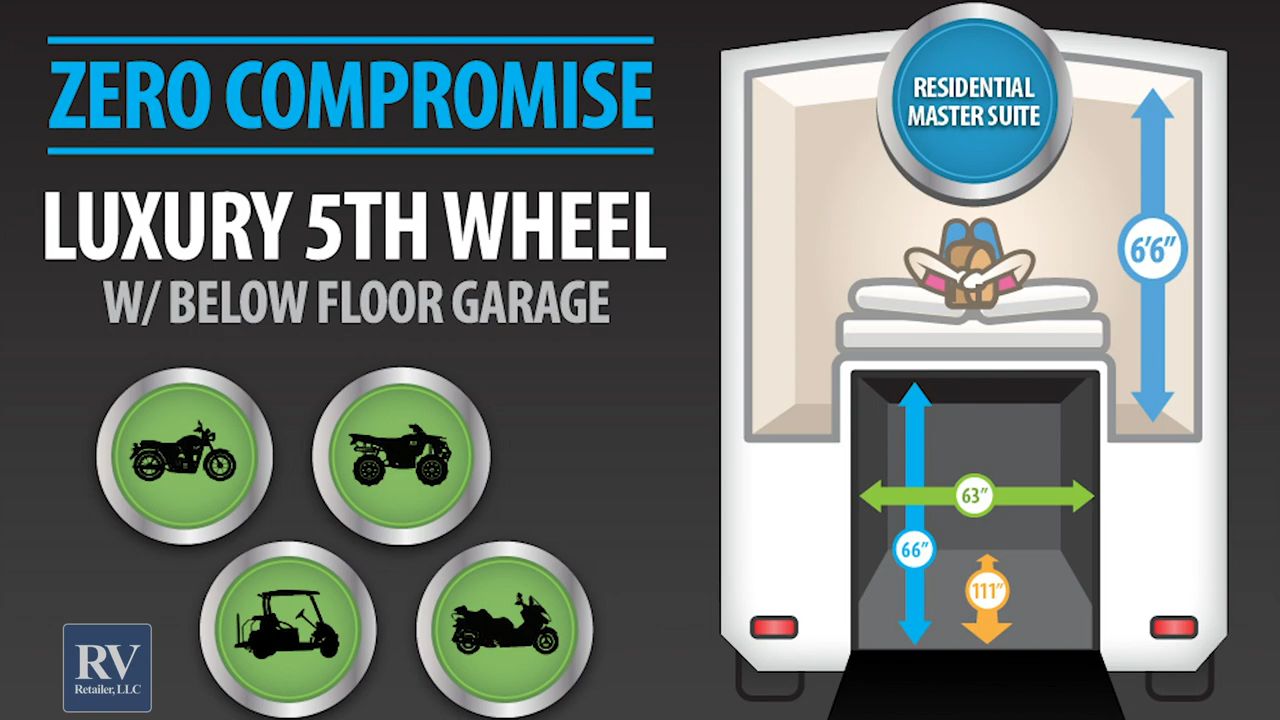 ZERO COMPROMISE
LUXURY 5TH WHEEL
W/ BELOW FLOOR GARAGE
RV
Retailer, LLC
RESIDENTIAL
MASTER SUITE
6'6"
63"
66"
111"